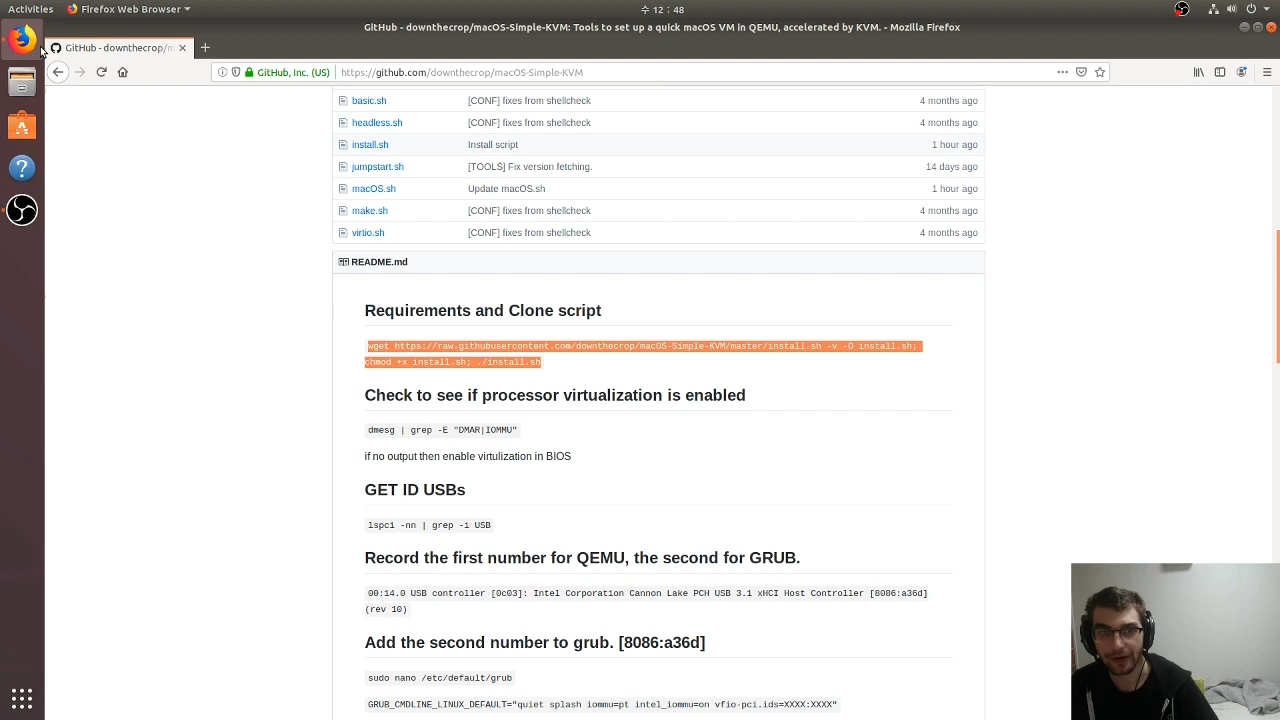 Activities
Firefox Web Browser
12 : 48
GitHub - downthecrop/macOS-Simple-KVM: Tools to set up a quick macOS VM in QEMU, accelerated by KVM. - Mozilla Firefox
GitHub - downthecrop/m
GitHub, Inc. (US)
https://github.com/downthecrop/macOS-Simple-KVM
basic.sh [CONF] fixes from shellcheck 4 months ago
headless.sh [CONF] fixes from shellcheck 4 months ago
install.sh Install script 1 hour ago
jumpstart.sh [TOOLS] Fix version fetching. 14 days ago
macOS.sh Update macOS.sh 1 hour ago
make.sh [CONF] fixes from shellcheck 4 months ago
virtio.sh [CONF] fixes from shellcheck 4 months ago
README.md
Requirements and Clone script
wget https://raw.githubusercontent.com/downthecrop/macOS-Simple-KVM/master/install.sh -v -O install.sh;
chmod +x install.sh; ./install.sh
Check to see if processor virtualization is enabled
dmesg | grep -E "DMAR|IOMMU"
if no output then enable virtulization in BIOS
GET ID USBs
lspci -nn | grep -i USB
Record the first number for QEMU, the second for GRUB.
00:14.0 USB controller [0c03]: Intel Corporation Cannon Lake PCH USB 3.1 xHCI Host Controller [8086:a36d]
(rev 10)
Add the second number to grub. [8086:a36d]
sudo nano /etc/default/grub
GRUB_CMDLINE_LINUX_DEFAULT="quiet splash iommu=pt intel_iommu=on vfio-pci.ids=XXXX:XXXX"